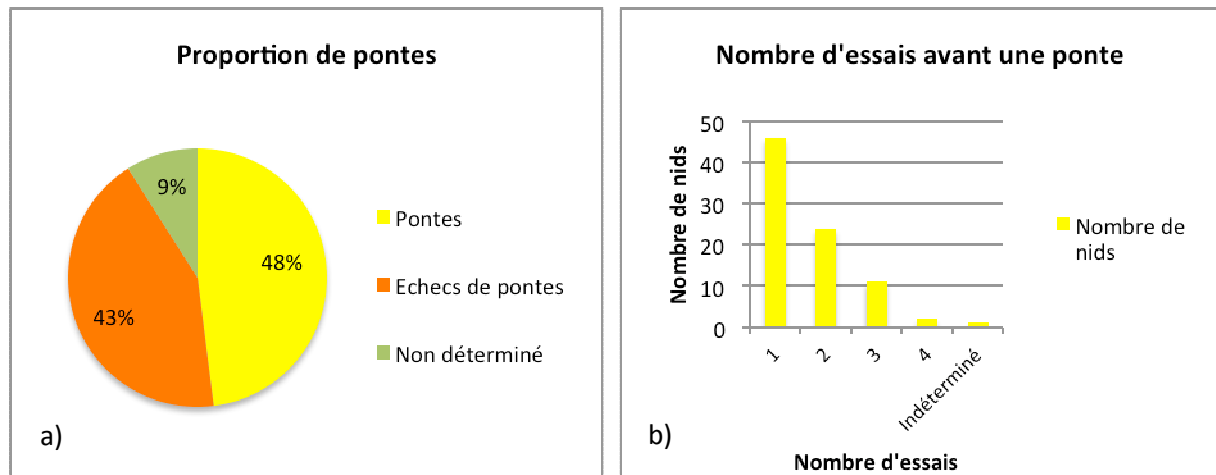 Proportion de pontes
9%
48%
43%
Pontes
Echecs de pontes
Non déterminé
a)
Nombre d'essais avant une ponte
Nombre de nids
50
40
30
20
10
0
1
2
3
4
Indéterminé
Nombre de
nids
b)
Nombre d'essais